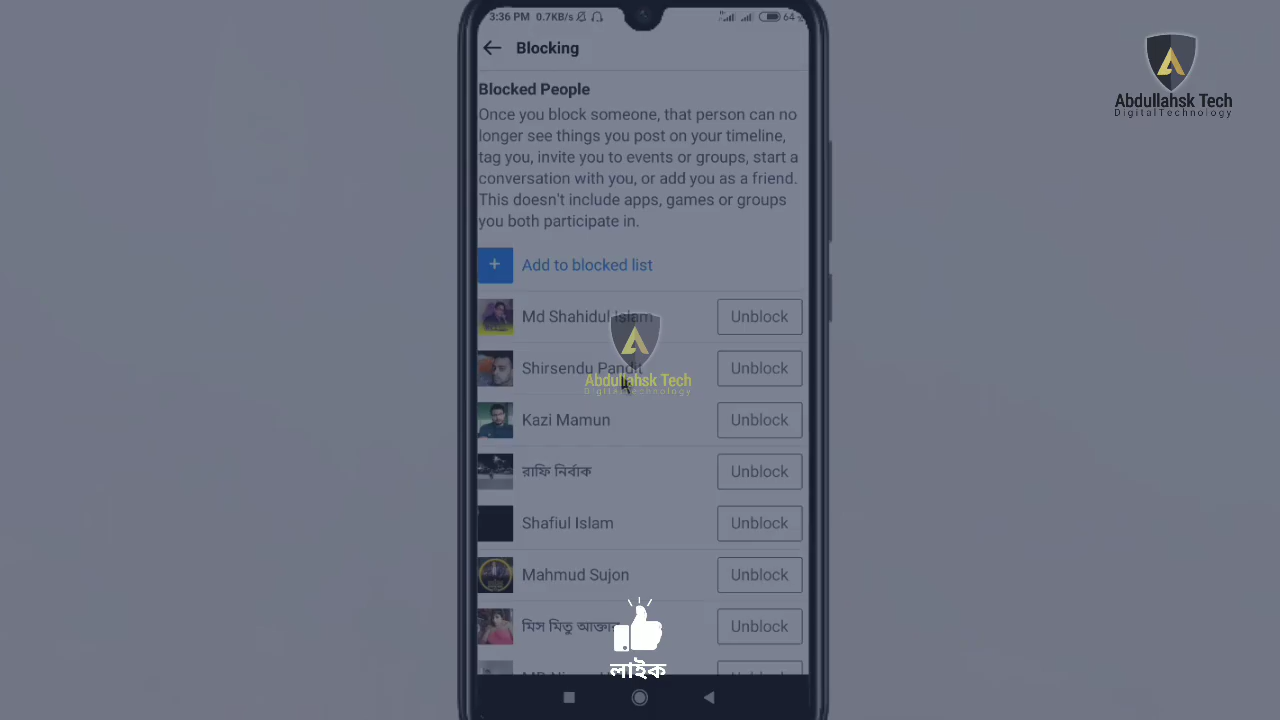 3:36 PM 0.7KB/s
64
Blocking
Abdullahsk Tech
DigitalTechnology
Blocked People
Once you block someone, that person can no
longer see things you post on your timeline,
tag you, invite you to events or groups, start a
conversation with you, or add you as a friend.
This doesn't include apps, games or groups
you both participate in.
+ Add to blocked list
Md Shahidul Islam Unblock
Shirsendu Pandit Unblock
Abdullahsk Tech
DigitalTechnology
Kazi Mamun Unblock
রাফি নির্বাক Unblock
Shafiul Islam Unblock
Mahmud Sujon Unblock
মিস মিতু আক্তার Unblock
লাইক